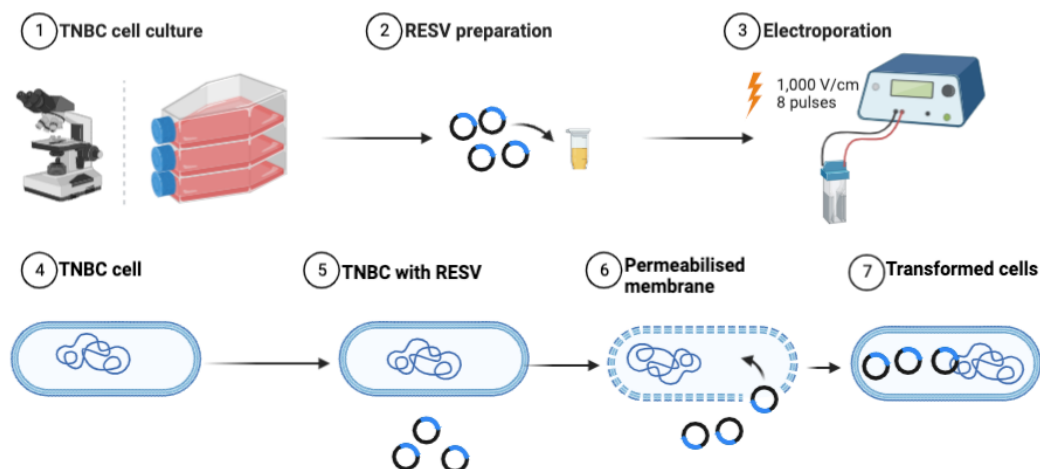 1 TNBC cell culture
2 RESV preparation
3 Electroporation
1,000 V/cm
8 pulses
4 TNBC cell
5 TNBC with RESV
6 Permeabilised
membrane
7 Transformed cells